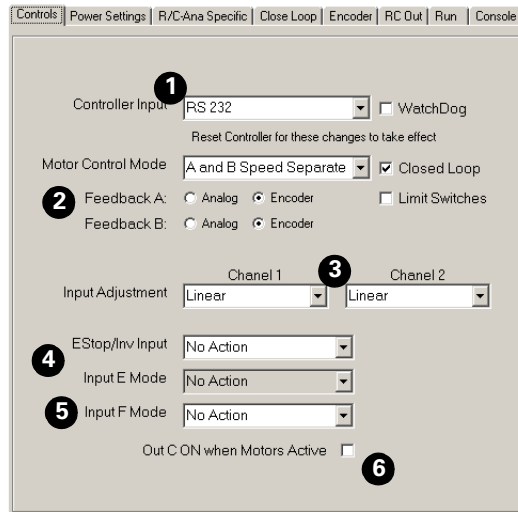 Controls Power Settings R/C-Ana Specific Close Loop Encoder RC Out Run Console
1
Controller Input RS 232 WatchDog
Reset Controller for these changes to take effect
Motor Control Mode A and B Speed Separate Closed Loop
2 Feedback A: Analog Encoder Limit Switches
Feedback B: Analog Encoder
Chanel 1 3 Chanel 2
Input Adjustment Linear Linear
EStop/Inv Input No Action
4
Input E Mode No Action
5 Input F Mode No Action
Out C ON when Motors Active
6